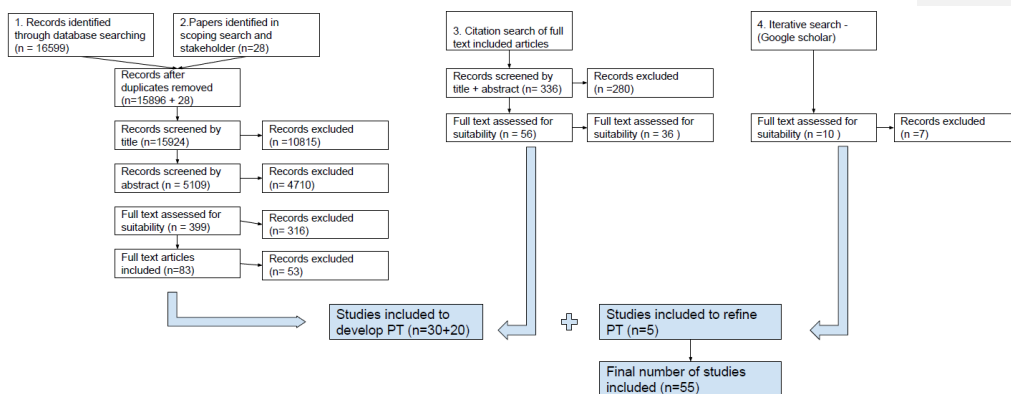 1. Records identified
through database searching
(n = 16599)
2.Papers identified in
scoping search and
stakeholder (n=28)
Records after
duplicates removed
(n=15896 + 28)
Records screened by
title (n=15924)
Records excluded
(n =10815)
Records screened by
abstract (n = 5109)
Records excluded
(n= 4710)
Full text assessed for
suitability (n = 399)
Records excluded
(n= 316)
Full text articles
included (n=83)
Records excluded
(n= 53)
3. Citation search of full
text included articles
Records screened by
title + abstract (n= 336)
Records excluded
(n =280)
Full text assessed for
suitability (n = 56)
Full text assessed for
suitability (n= 36 )
4. Iterative search -
(Google scholar)
Full text assessed for
suitability (n =10 )
Records excluded
(n =7)
Studies included to
develop PT (n=30+20)
Studies included to refine
PT (n=5)
Final number of studies
included (n=55)